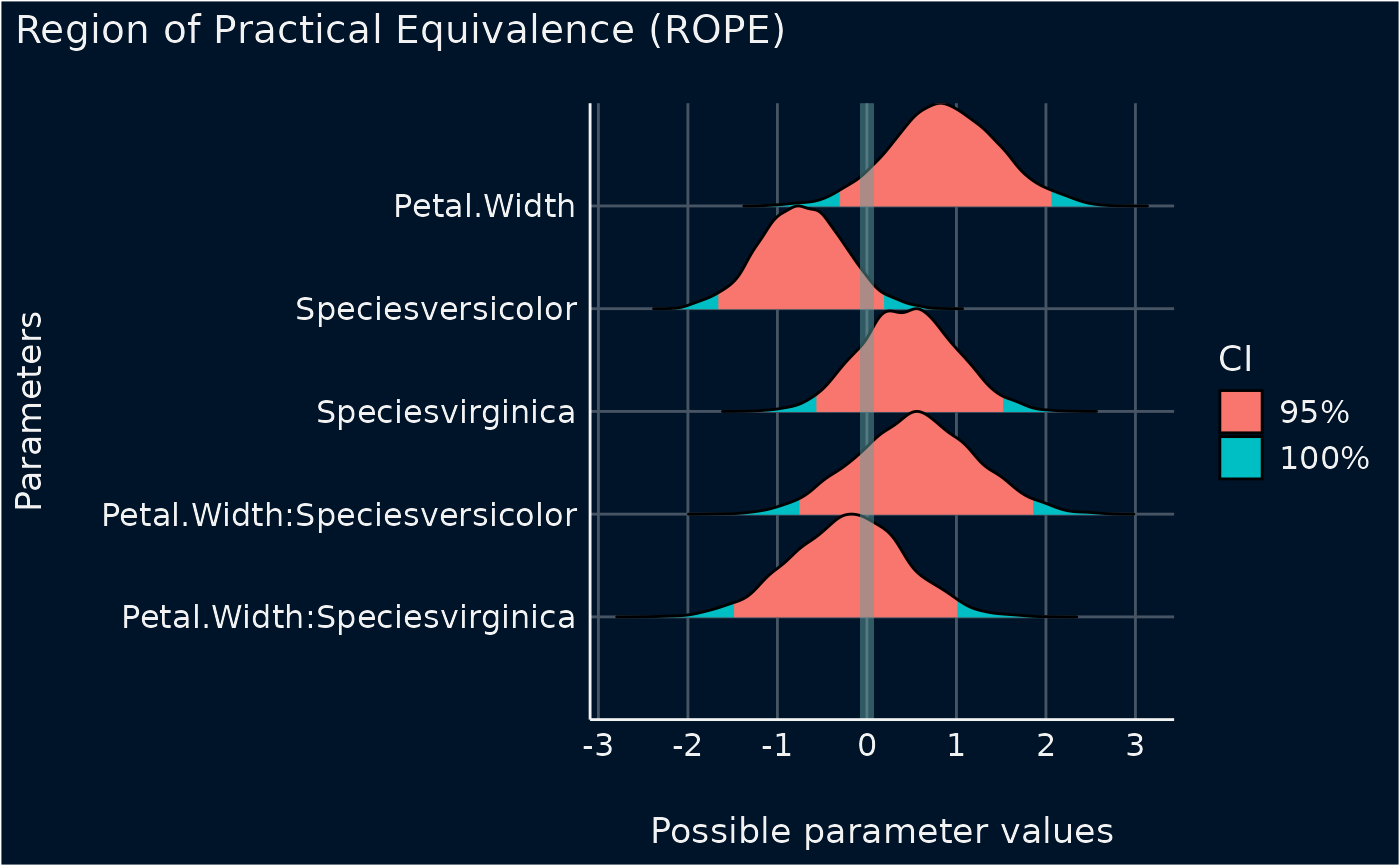 Region of Practical Equivalence (ROPE)
Parameters
Petal.Width
Speciesversicolor
Speciesvirginica
Petal.Width:Speciesversicolor
Petal.Width:Speciesvirginica
-3 -2 -1 0 1 2 3
Possible parameter values
CI
95%
100%